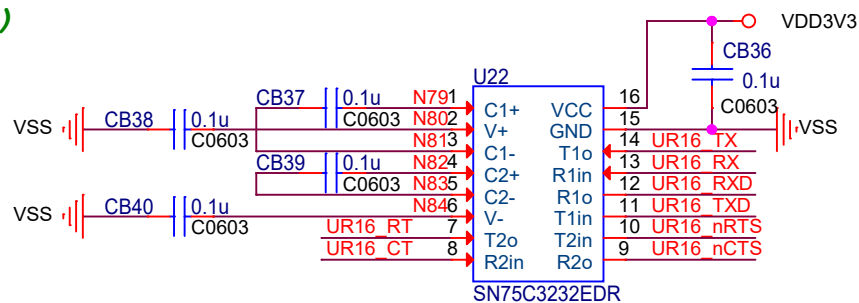 )
VDD3V3
CB36
0.1u
C0603
VSS
U22
CB37 0.1u N79 1 C1+ VCC 16
C0603
VSS CB38 0.1u N80 2 V+ GND 15
C0603
N81 3 C1- T1o 14 UR16_TX
CB39 0.1u N82 4 C2+ R1in 13 UR16_RX
C0603
N83 5 C2- R1o 12 UR16_RXD
VSS CB40 0.1u N84 6 V- T1in 11 UR16_TXD
C0603
UR16_RT 7 T2o T2in 10 UR16_nRTS
UR16_CT 8 R2in R2o 9 UR16_nCTS
SN75C3232EDR